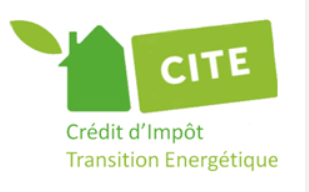 CITE
Crédit d'Impôt
Transition Energétique